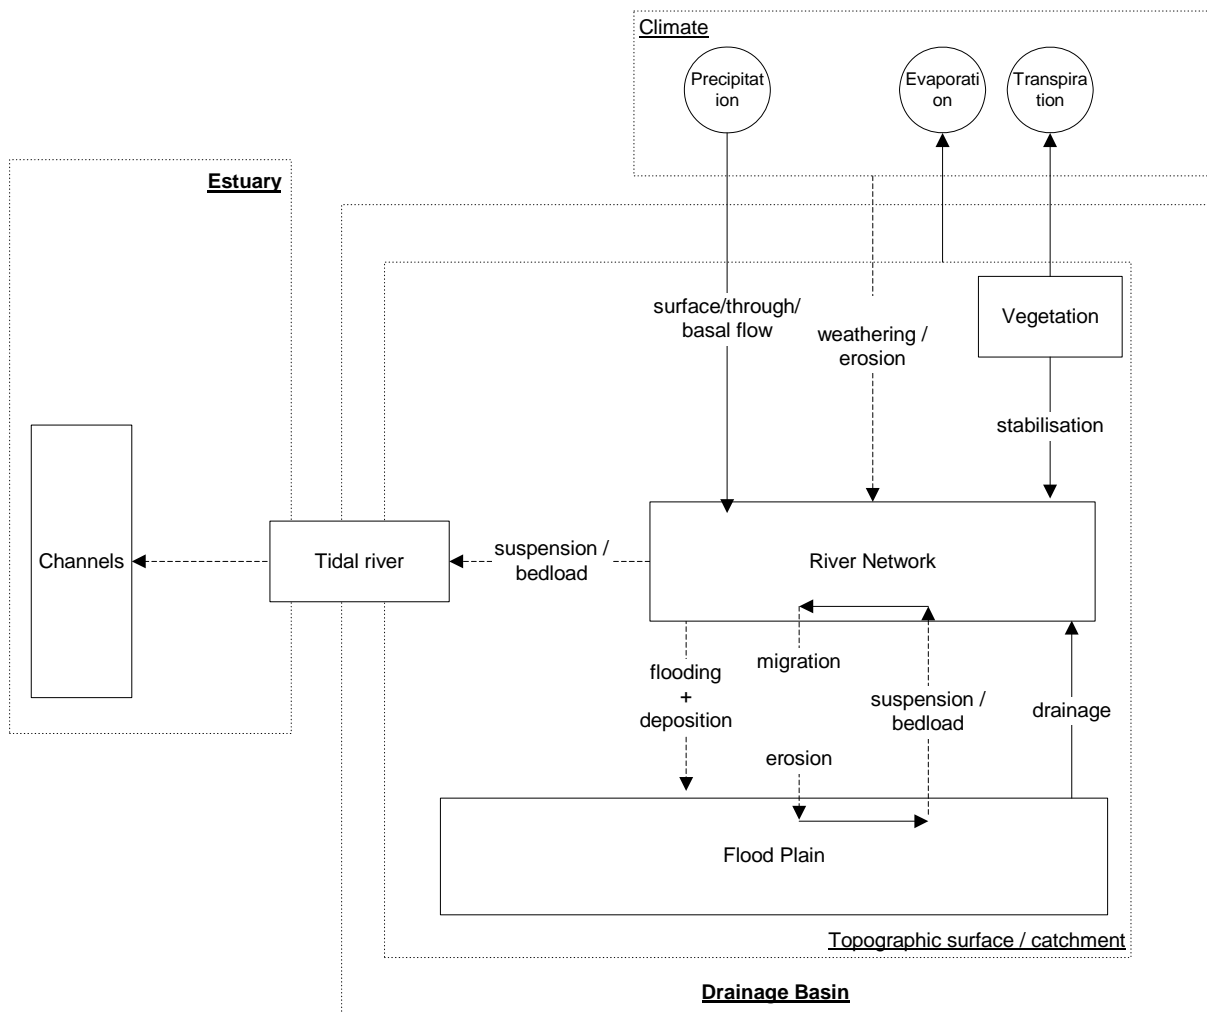 Climate
Precipitat
ion
Evaporati
on
Transpira
tion
Estuary
surface/through/
basal flow
weathering /
erosion
Vegetation
stabilisation
Channels
Tidal river
suspension /
bedload
River Network
flooding
+
deposition
migration
suspension /
bedload
drainage
erosion
Flood Plain
Topographic surface / catchment
Drainage Basin